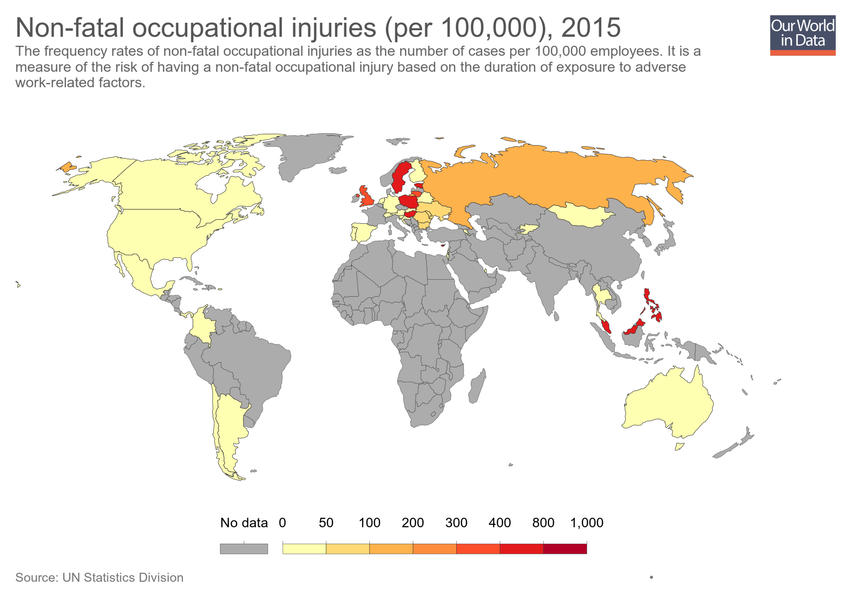 Non-fatal occupational injuries (per 100,000), 2015
Our World
in Data
The frequency rates of non-fatal occupational injuries as the number of cases per 100,000 employees. It is a
measure of the risk of having a non-fatal occupational injury based on the duration of exposure to adverse
work-related factors.
No data 0 50 100 200 300 400 800 1,000
Source: UN Statistics Division